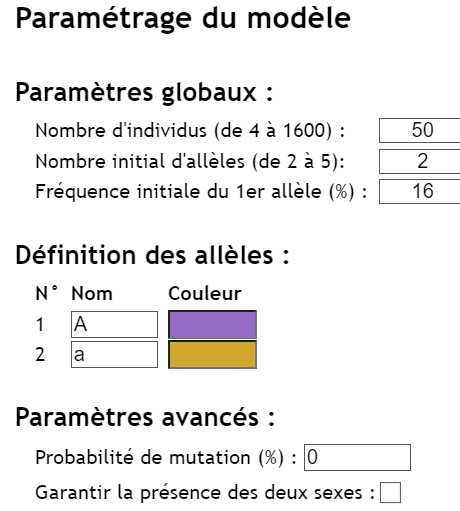 Paramétrage du modèle
Paramètres globaux :
Nombre d'individus (de 4 à 1600) : 50
Nombre initial d'allèles (de 2 à 5): 2
Fréquence initiale du 1er allèle (%) : 16
Définition des allèles :
N° Nom Couleur
1 A
2 a
Paramètres avancés :
Probabilité de mutation (%) : 0
Garantir la présence des deux sexes :